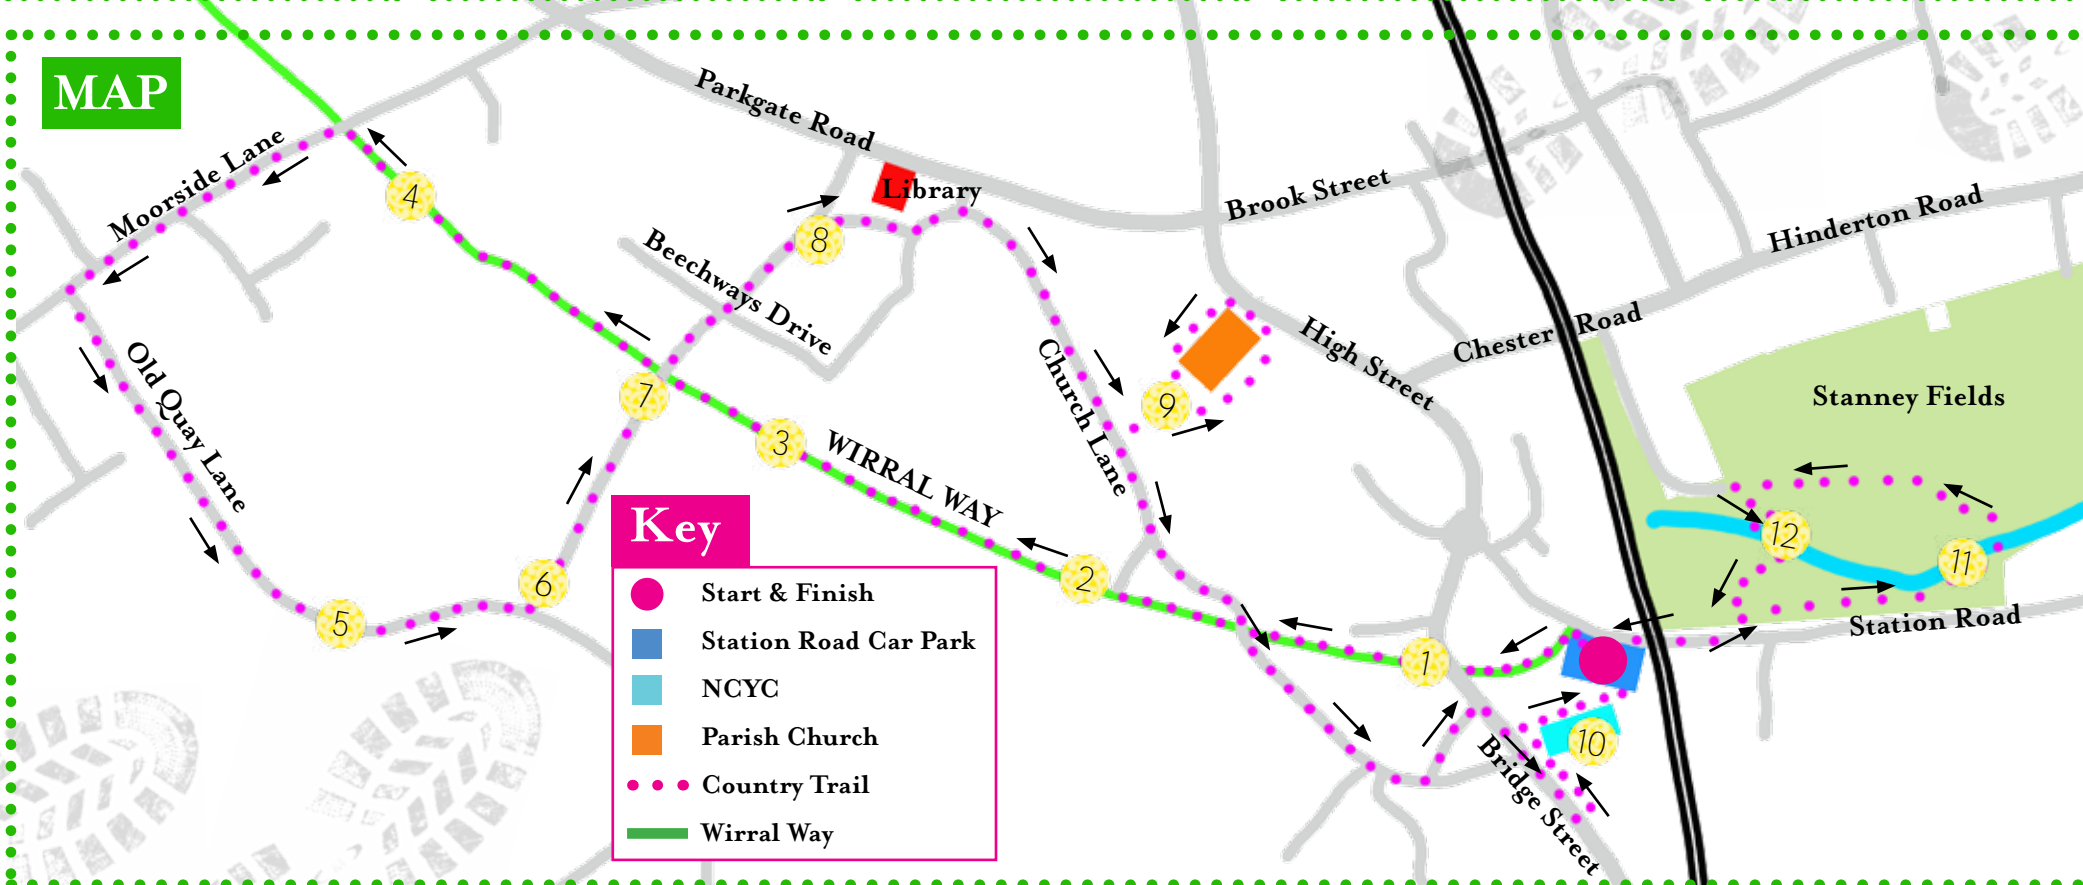 MAP
Parkgate Road
Moorside Lane
4
Library
Brook Street
Hinderton Road
8
Beechways Drive
High Street
Chester Road
Old Quay Lane
Church Lane
7
9
Stanney Fields
3
WIRRAL WAY
12
11
2
6
5
Station Road
1
10
Bridge Street
Key
Start & Finish
Station Road Car Park
NCYC
Parish Church
Country Trail
Wirral Way